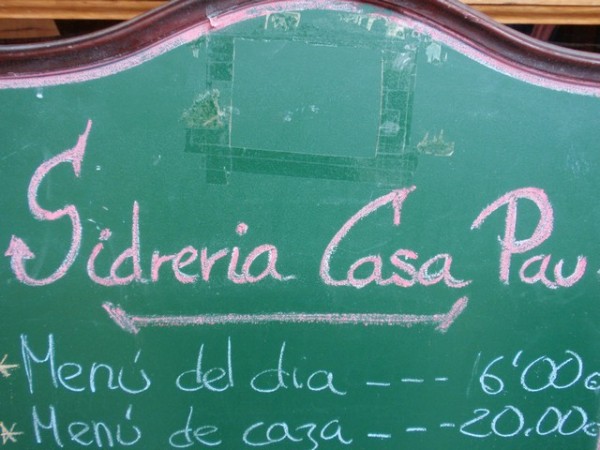 Sidreria Casa Pau
* Menú del dia --- 6'00€
* Menú de caza --- 20.00€